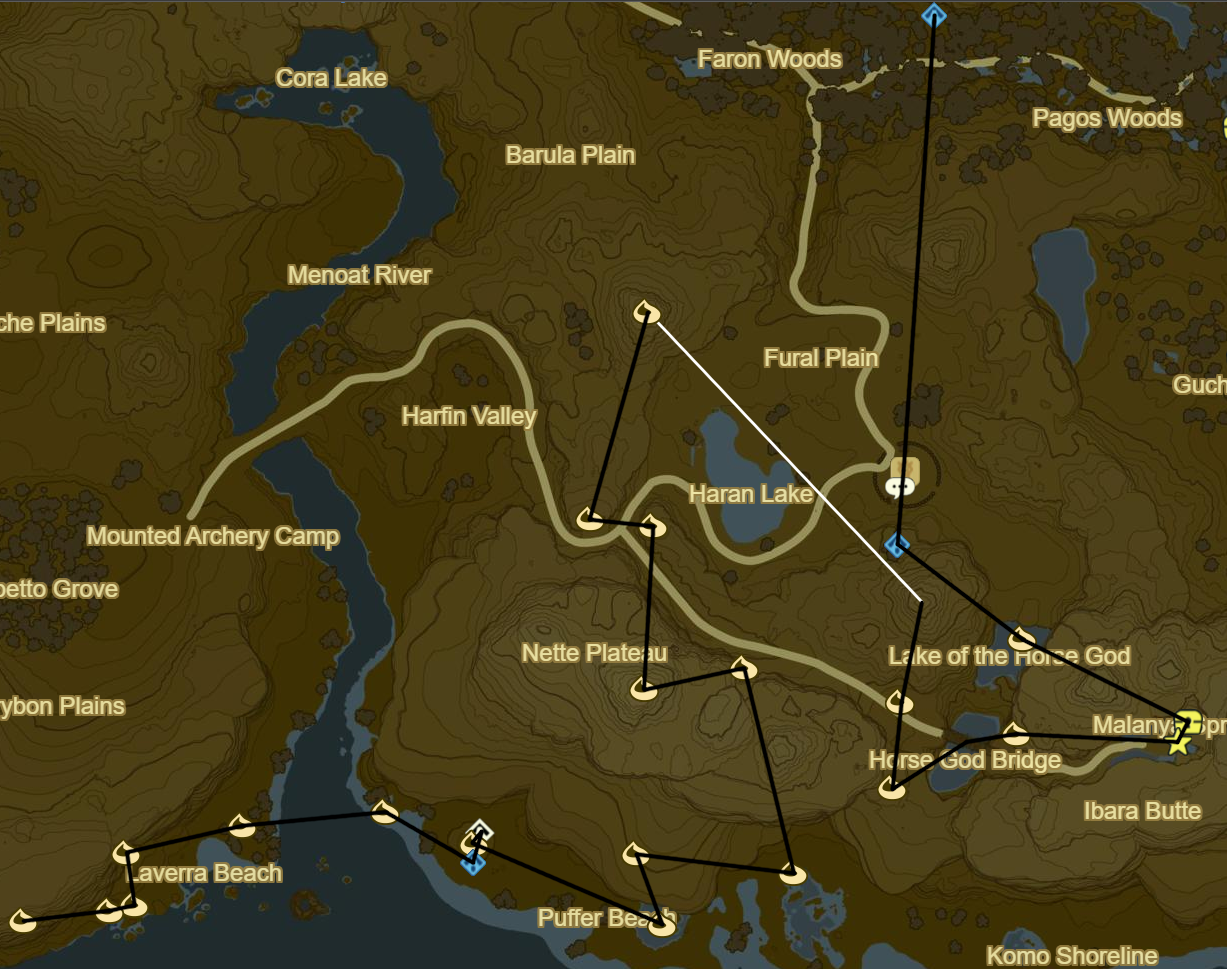 Faron Woods
Cora Lake
Pagos Woods
Barula Plain
Menoat River
che Plains
Fural Plain
Guch
Harfin Valley
Haran Lake
Mounted Archery Camp
petto Grove
Nette Plateau
Lake of the Horse God
ybon Plains
Malanya Spr
Horse God Bridge
Ibara Butte
Laverra Beach
Puffer Beach
Komo Shoreline